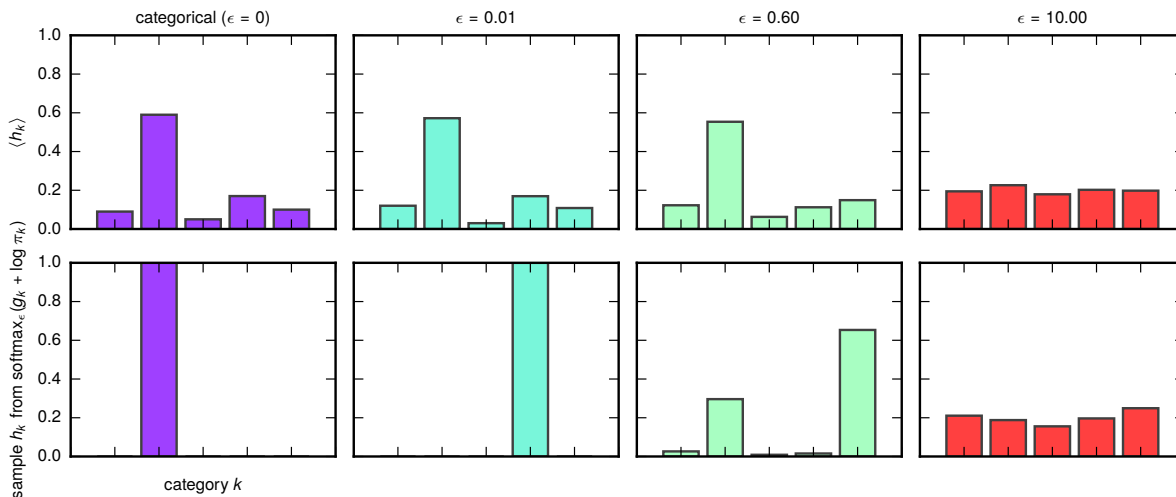 categorical (ϵ = 0)
ϵ = 0.01
ϵ = 0.60
ϵ = 10.00
⟨h_k⟩
1.0
0.8
0.6
0.4
0.2
0.0
sample h_k from softmax_ϵ(g_k + log π_k)
1.0
0.8
0.6
0.4
0.2
0.0
category k